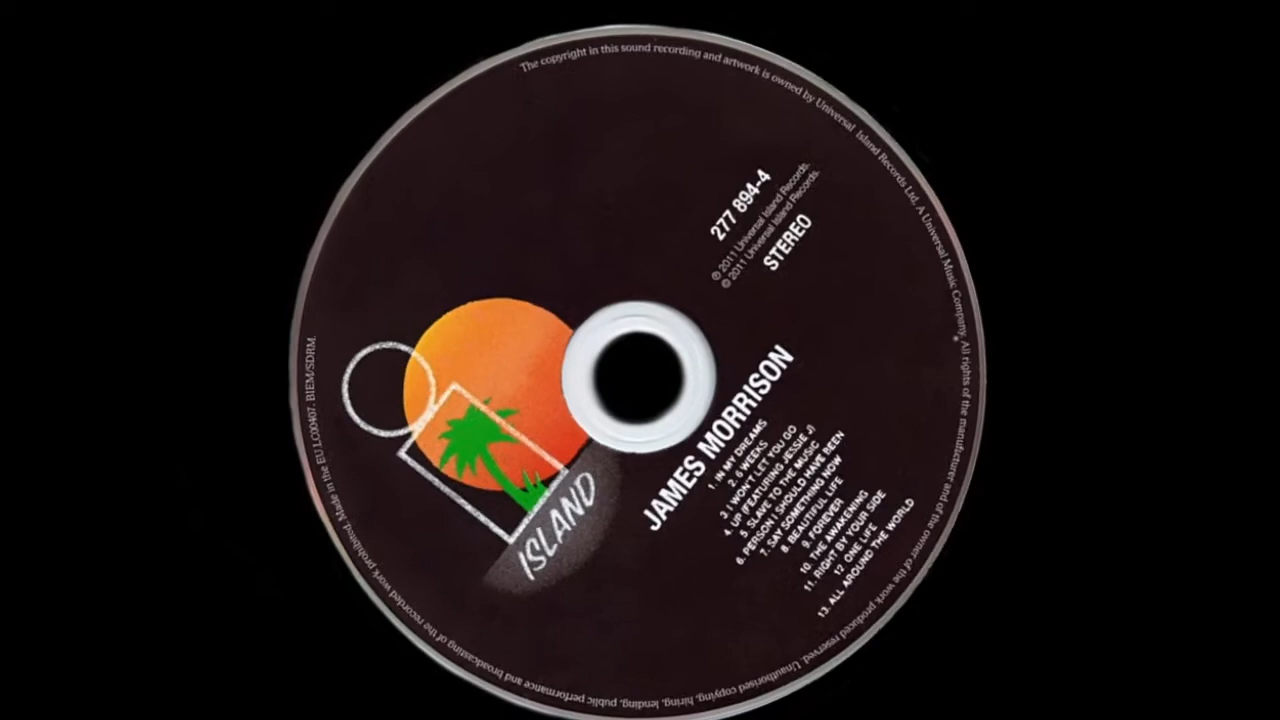 The copyright in this sound recording and artwork is owned by Universal Island Records Ltd. A Universal Music Company. All rights of the manufacturer and of the owner of the work produced reserved. Unauthorised copying, hiring, lending, public performance and broadcasting of the recorded work prohibited. Made in the EU. LC00407. BIEM/SDRM.
277 894-4
℗ 2011 Universal Island Records.
© 2011 Universal Island Records.
STEREO
ISLAND
JAMES MORRISON
1. IN MY DREAMS
2. 6 WEEKS
3. I WON'T LET YOU GO
4. UP (FEATURING JESSIE J)
5. SLAVE TO THE MUSIC
6. PERSON I SHOULD HAVE BEEN
7. SAY SOMETHING NOW
8. BEAUTIFUL LIFE
9. FOREVER
10. THE AWAKENING
11. RIGHT BY YOUR SIDE
12 ONE LIFE
13. ALL AROUND THE WORLD